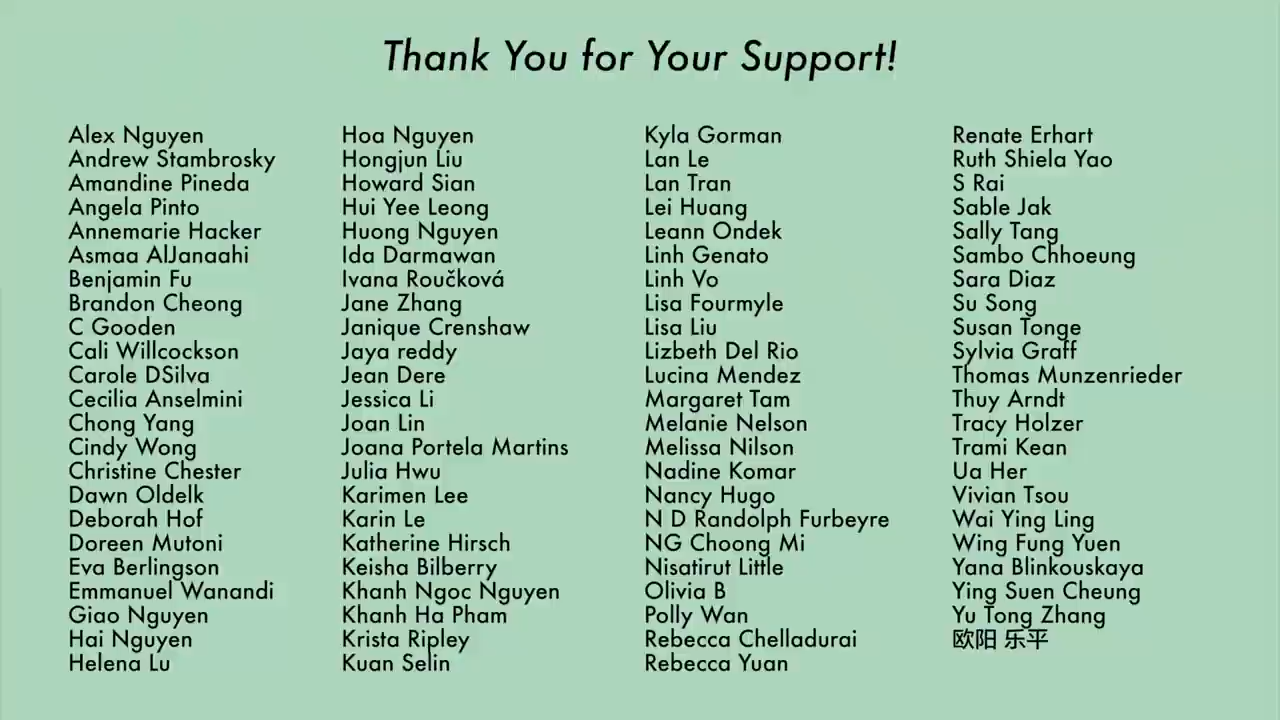 Thank You for Your Support!
Alex Nguyen
Andrew Stambrosky
Amandine Pineda
Angela Pinto
Annemarie Hacker
Asmaa AlJanaahi
Benjamin Fu
Brandon Cheong
C Gooden
Cali Willcockson
Carole DSilva
Cecilia Anselmini
Chong Yang
Cindy Wong
Christine Chester
Dawn Oldelk
Deborah Hof
Doreen Mutoni
Eva Berlingson
Emmanuel Wanandi
Giao Nguyen
Hai Nguyen
Helena Lu
Hoa Nguyen
Hongjun Liu
Howard Sian
Hui Yee Leong
Huong Nguyen
Ida Darmawan
Ivana Roučková
Jane Zhang
Janique Crenshaw
Jaya reddy
Jean Dere
Jessica Li
Joan Lin
Joana Portela Martins
Julia Hwu
Karimen Lee
Karin Le
Katherine Hirsch
Keisha Bilberry
Khanh Ngoc Nguyen
Khanh Ha Pham
Krista Ripley
Kuan Selin
Kyla Gorman
Lan Le
Lan Tran
Lei Huang
Leann Ondek
Linh Genato
Linh Vo
Lisa Fourmyle
Lisa Liu
Lizbeth Del Rio
Lucina Mendez
Margaret Tam
Melanie Nelson
Melissa Nilson
Nadine Komar
Nancy Hugo
N D Randolph Furbeyre
NG Choong Mi
Nisatirut Little
Olivia B
Polly Wan
Rebecca Chelladurai
Rebecca Yuan
Renate Erhart
Ruth Shiela Yao
S Rai
Sable Jak
Sally Tang
Sambo Chhoeung
Sara Diaz
Su Song
Susan Tonge
Sylvia Graff
Thomas Munzenrieder
Thuy Arndt
Tracy Holzer
Trami Kean
Ua Her
Vivian Tsou
Wai Ying Ling
Wing Fung Yuen
Yana Blinkouskaya
Ying Suen Cheung
Yu Tong Zhang
欧阳 乐平